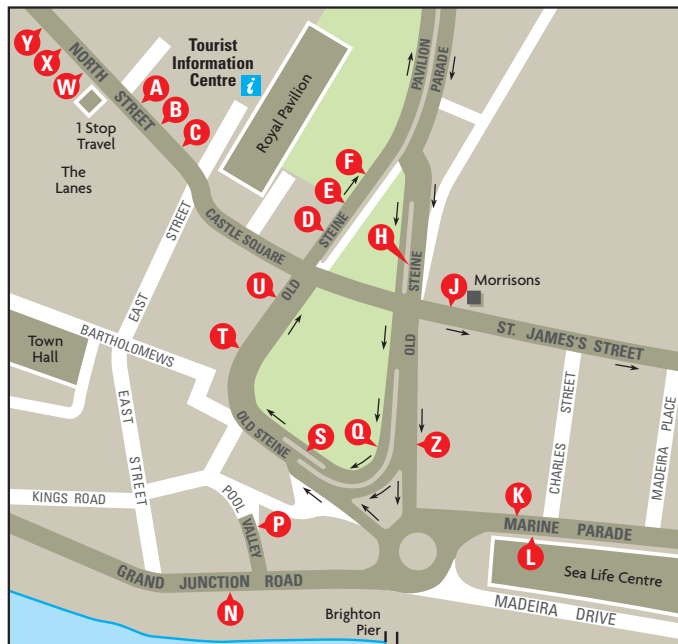 Y
X
W
NORTH STREET
A
B
C
1 Stop
Travel
The
Lanes
Tourist
Information
Centre i
Royal Pavilion
PAVILION
PARADE
F
E
D
STEINE
H
STEINE
CASTLE SQUARE
U
OLD
J
Morrisons
ST. JAMES'S STREET
EAST STREET
T
OLD
Town
Hall
BARTHOLOMEWS
EAST STREET
OLD STEINE
S
Q
Z
CHARLES STREET
MADEIRA PLACE
KINGS ROAD
POOL VALLEY
P
K
MARINE PARADE
L
Sea Life Centre
GRAND JUNCTION ROAD
N
MADEIRA DRIVE
Brighton
Pier